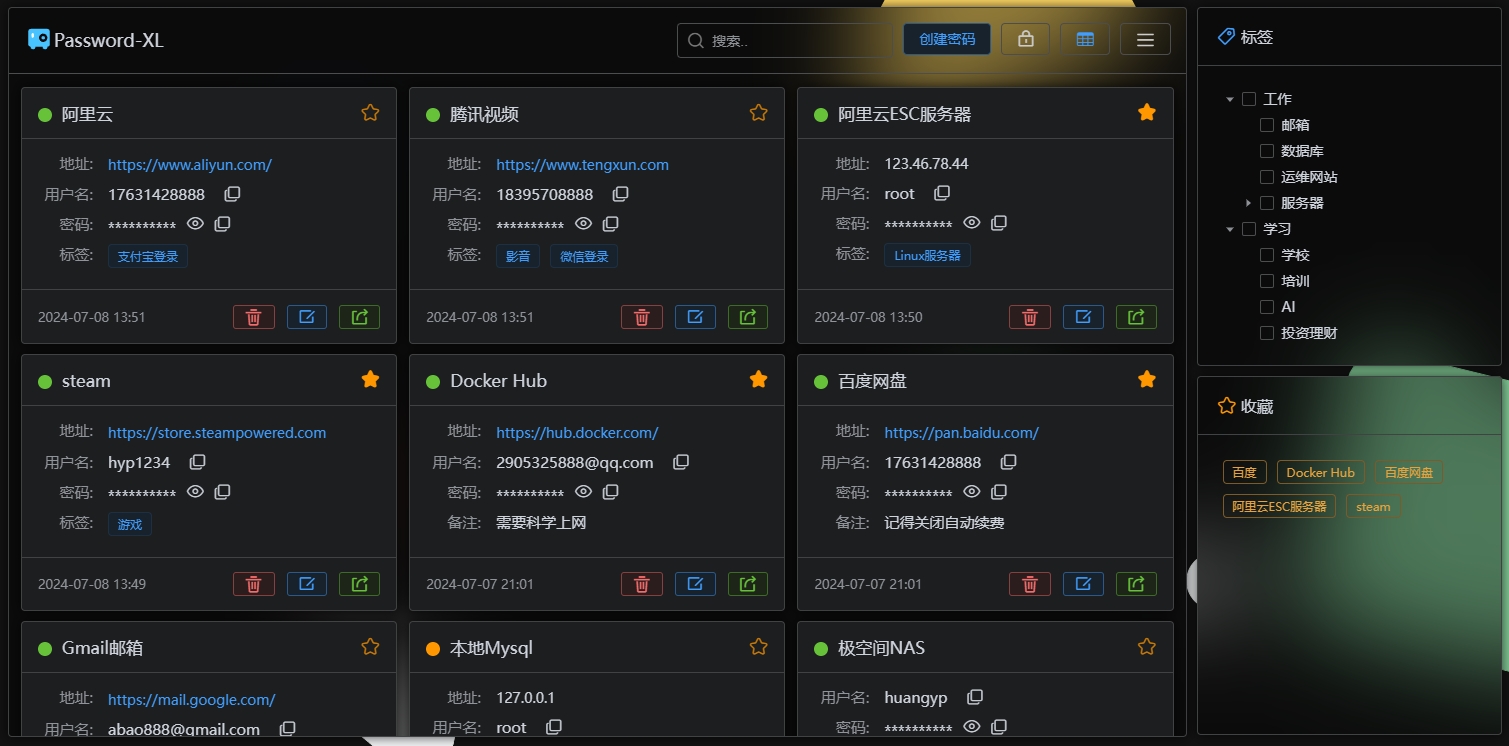 Password-XL
搜索..
创建密码
阿里云
地址: https://www.aliyun.com/
用户名: 17631428888
密码: **********
标签: 支付宝登录
2024-07-08 13:51
腾讯视频
地址: https://www.tengxun.com
用户名: 18395708888
密码: **********
标签: 影音 微信登录
2024-07-08 13:51
阿里云ESC服务器
地址: 123.46.78.44
用户名: root
密码: **********
标签: Linux服务器
2024-07-08 13:50
steam
地址: https://store.steampowered.com
用户名: hyp1234
密码: **********
标签: 游戏
2024-07-08 13:49
Docker Hub
地址: https://hub.docker.com/
用户名: 2905325888@qq.com
密码: **********
备注: 需要科学上网
2024-07-07 21:01
百度网盘
地址: https://pan.baidu.com/
用户名: 17631428888
密码: **********
备注: 记得关闭自动续费
2024-07-07 21:01
Gmail邮箱
地址: https://mail.google.com/
用户名: abao888@gmail.com
本地Mysql
地址: 127.0.0.1
用户名: root
极空间NAS
用户名: huangyp
密码: **********
标签
工作
邮箱
数据库
运维网站
服务器
学习
学校
培训
AI
投资理财
收藏
百度 Docker Hub 百度网盘
阿里云ESC服务器 steam